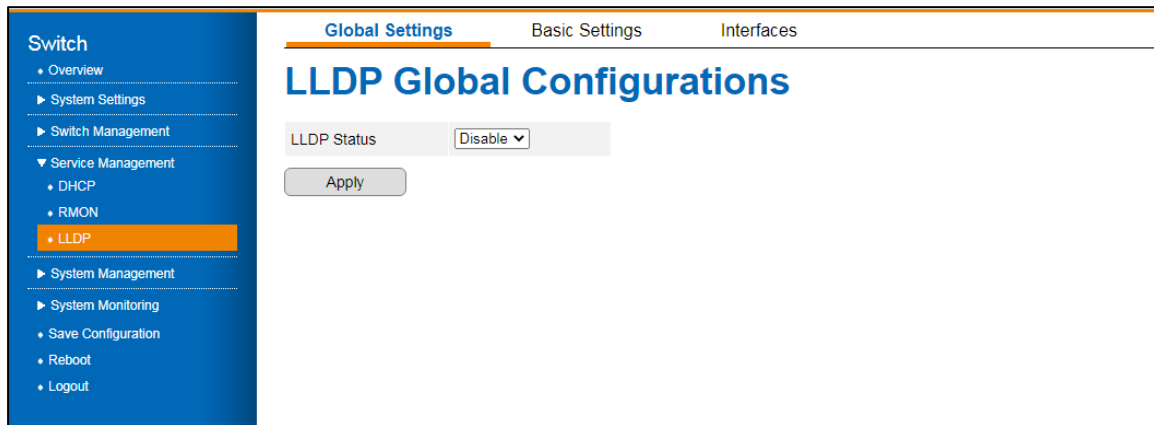 Switch
Overview
System Settings
Switch Management
Service Management
DHCP
RMON
LLDP
System Management
System Monitoring
Save Configuration
Reboot
Logout
Global Settings Basic Settings Interfaces
LLDP Global Configurations
LLDP Status Disable
Apply